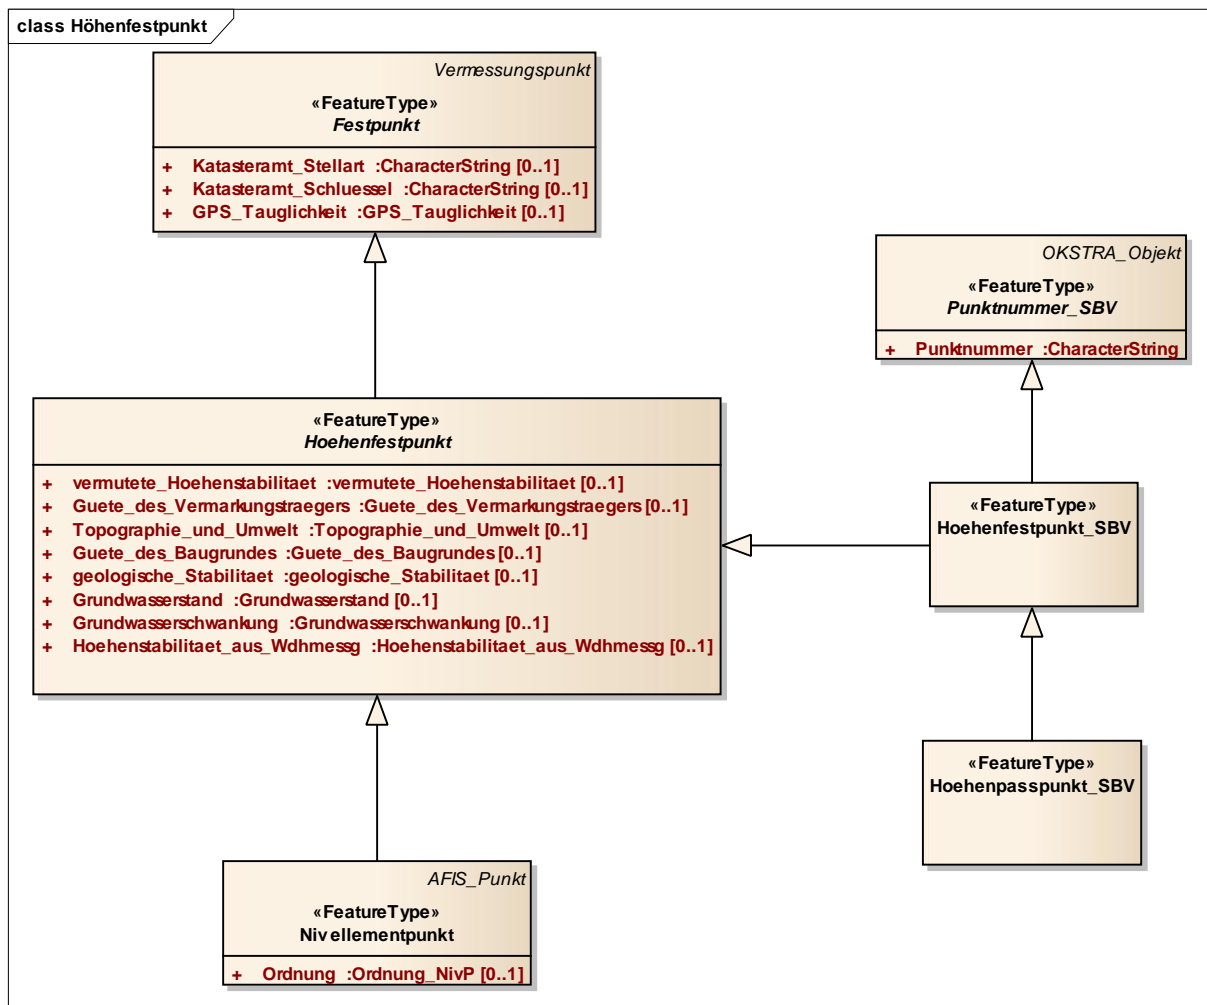 class Höhenfestpunkt
Vermessungspunkt
«FeatureType»
Festpunkt
+ Katasteramt_Stellart :CharacterString [0..1]
+ Katasteramt_Schluessel :CharacterString [0..1]
+ GPS_Tauglichkeit :GPS_Tauglichkeit [0..1]
OKSTRA_Objekt
«FeatureType»
Punktnummer_SBV
+ Punktnummer :CharacterString
«FeatureType»
Hoehenfestpunkt
+ vermutete_Hoehenstabilitaet :vermutete_Hoehenstabilitaet [0..1]
+ Guete_des_Vermarkungstraegers :Guete_des_Vermarkungstraegers [0..1]
+ Topographie_und_Umwelt :Topographie_und_Umwelt [0..1]
+ Guete_des_Baugrundes :Guete_des_Baugrundes [0..1]
+ geologische_Stabilitaet :geologische_Stabilitaet [0..1]
+ Grundwasserstand :Grundwasserstand [0..1]
+ Grundwasserschwankung :Grundwasserschwankung [0..1]
+ Hoehenstabilitaet_aus_Wdhmessg :Hoehenstabilitaet_aus_Wdhmessg [0..1]
«FeatureType»
Hoehenfestpunkt_SBV
«FeatureType»
Hoehenpasspunkt_SBV
AFIS_Punkt
«FeatureType»
Nivellementpunkt
+ Ordnung :Ordnung_NivP [0..1]